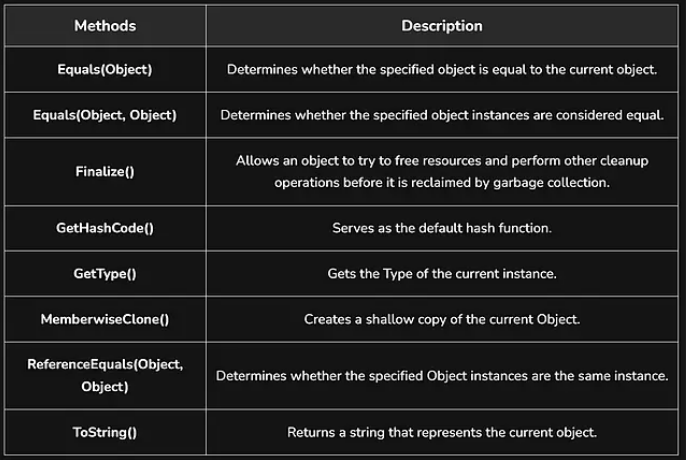 Methods Description
Equals(Object) Determines whether the specified object is equal to the current object.
Equals(Object, Object) Determines whether the specified object instances are considered equal.
Finalize() Allows an object to try to free resources and perform other cleanup
operations before it is reclaimed by garbage collection.
GetHashCode() Serves as the default hash function.
GetType() Gets the Type of the current instance.
MemberwiseClone() Creates a shallow copy of the current Object.
ReferenceEquals(Object,
Object) Determines whether the specified Object instances are the same instance.
ToString() Returns a string that represents the current object.